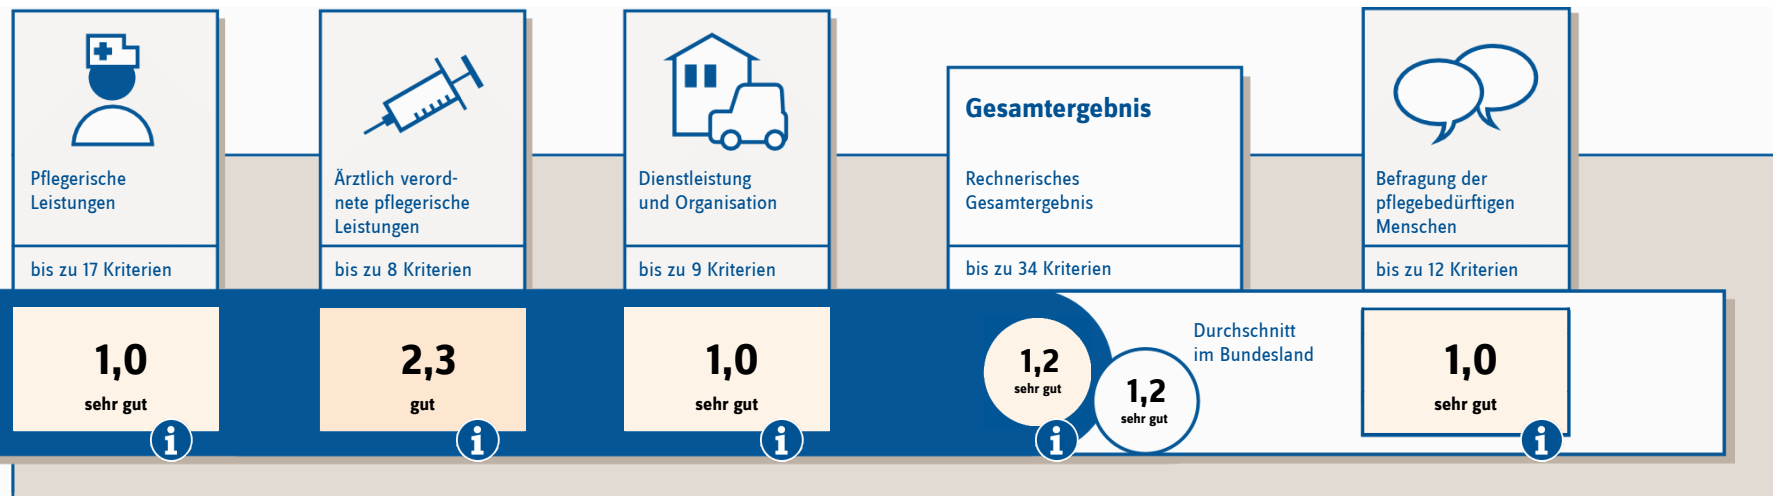 Pflegerische
Leistungen
bis zu 17 Kriterien
1,0
sehr gut
i
Ärztlich verord-
nete pflegerische
Leistungen
bis zu 8 Kriterien
2,3
gut
i
Dienstleistung
und Organisation
bis zu 9 Kriterien
1,0
sehr gut
i
Gesamtergebnis
Rechnerisches
Gesamtergebnis
bis zu 34 Kriterien
1,2
sehr gut
i
1,2
sehr gut
Durchschnitt
im Bundesland
Befragung der
pflegebedürftigen
Menschen
bis zu 12 Kriterien
1,0
sehr gut
i